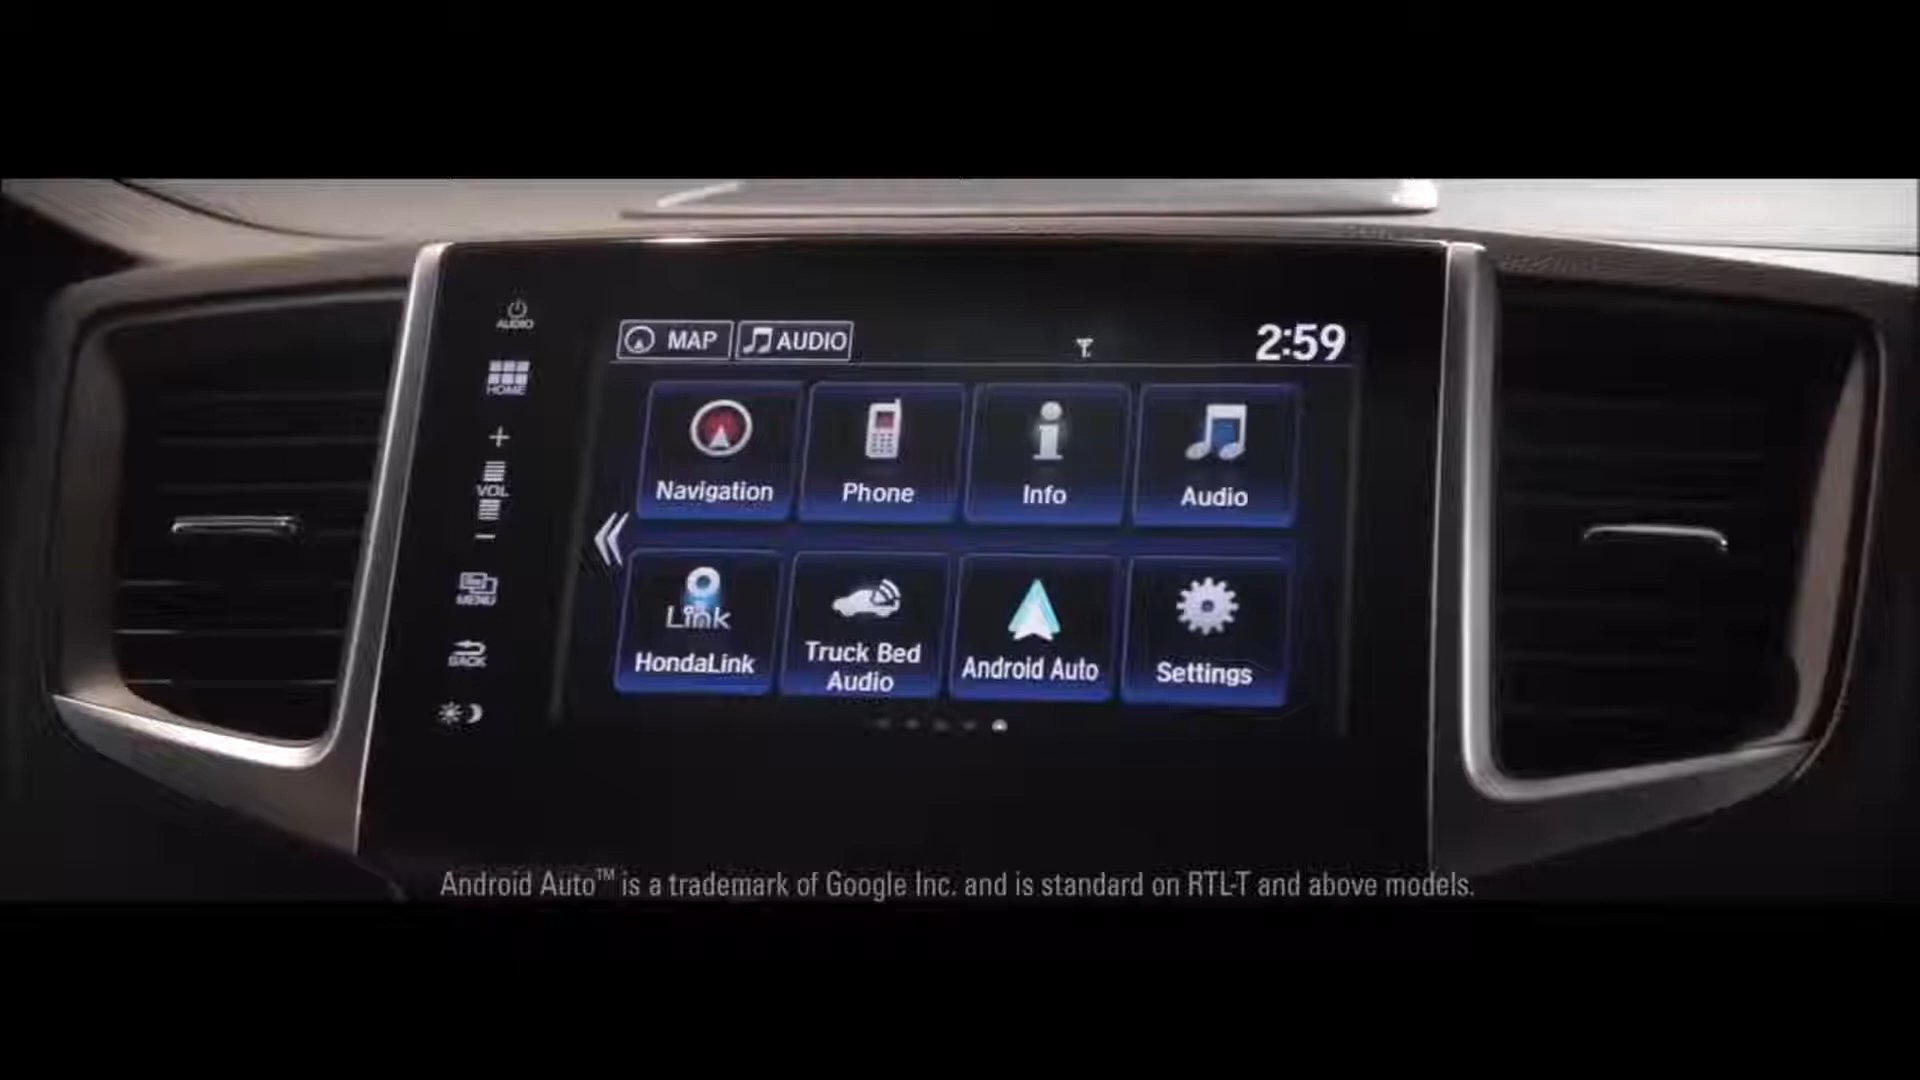 AUDIO
HOME
+
VOL
-
MENU
BACK
MAP
AUDIO
2:59
Navigation
Phone
Info
Audio
Link
HondaLink
Truck Bed
Audio
Android Auto
Settings
Android Auto™ is a trademark of Google Inc. and is standard on RTL-T and above models.